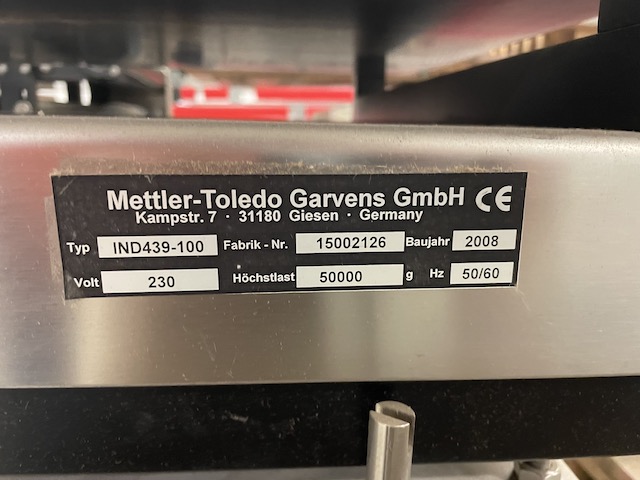 Mettler-Toledo Garvens GmbH CE
Kampstr. 7 · 31180 Giesen · Germany
Typ IND439-100 Fabrik - Nr. 15002126 Baujahr 2008
Volt 230 Höchstlast 50000 g Hz 50/60